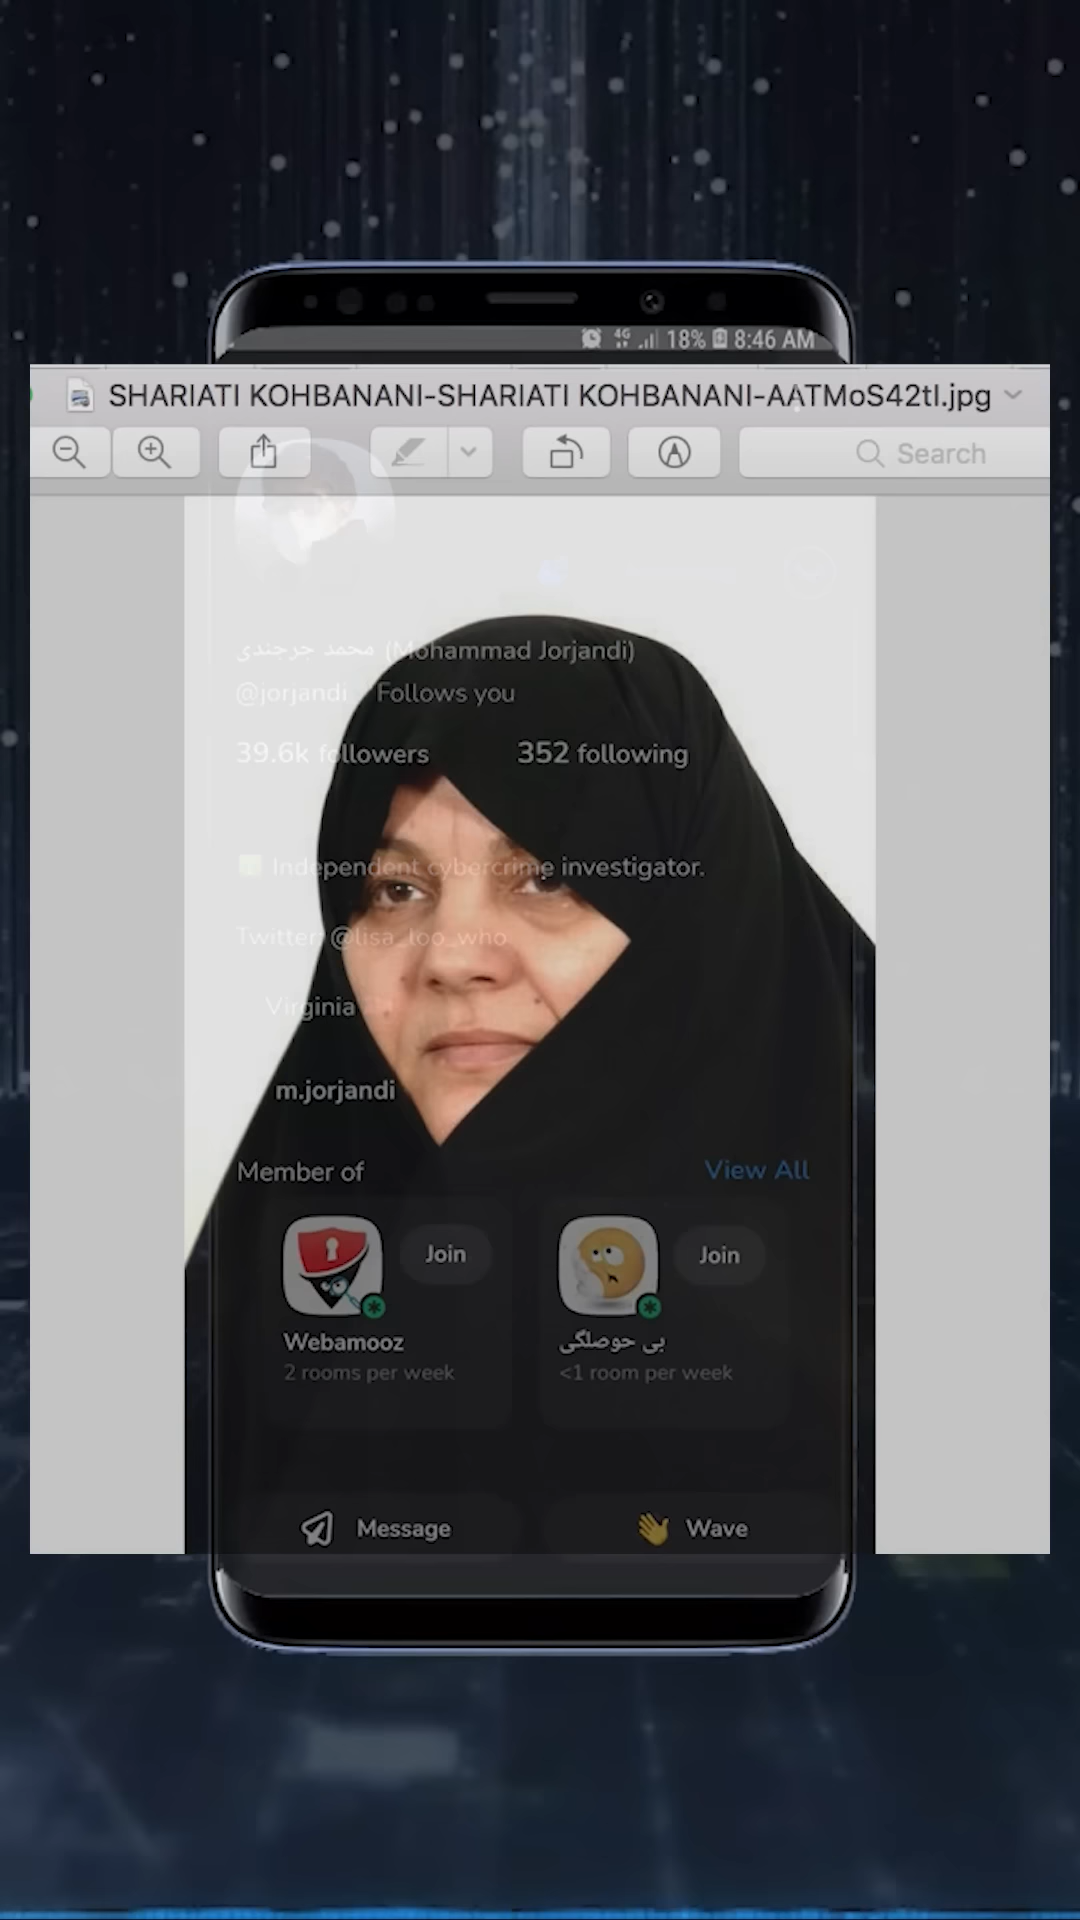 18% 8:46 AM
SHARIATI KOHBANANI-SHARIATI KOHBANANI-AATMoS42tI.jpg
Search
محمد جرجندی (Mohammad Jorjandi)
@jorjandi Follows you
39.6k followers 352 following
Independent cybercrime investigator.
Twitter: @lisa_loo_who
Virginia
m.jorjandi
Member of View All
Join Join
Webamooz بی حوصلگی
2 rooms per week <1 room per week
Message Wave